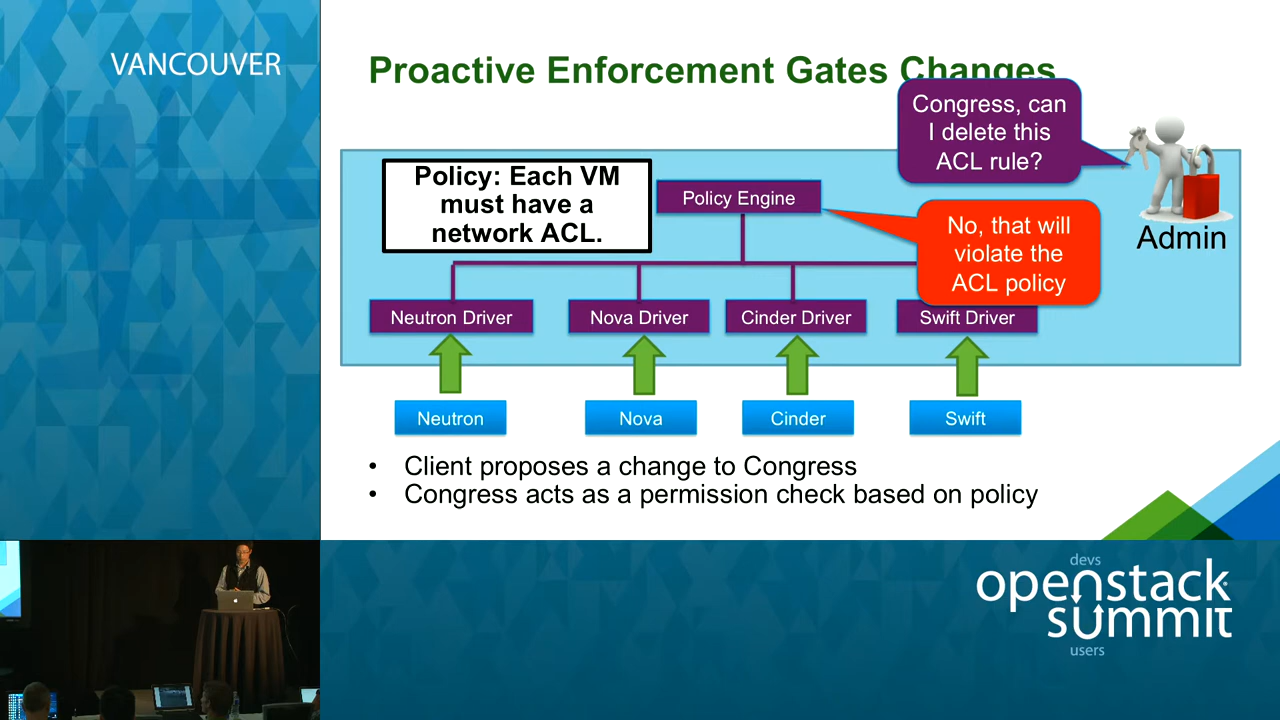 VANCOUVER
Proactive Enforcement Gates Changes
Congress, can
I delete this
ACL rule?
Policy: Each VM
must have a
network ACL.
Policy Engine
No, that will
violate the
ACL policy
Admin
Neutron Driver
Nova Driver
Cinder Driver
Swift Driver
Neutron
Nova
Cinder
Swift
• Client proposes a change to Congress
• Congress acts as a permission check based on policy
devs
openstack
summit
users